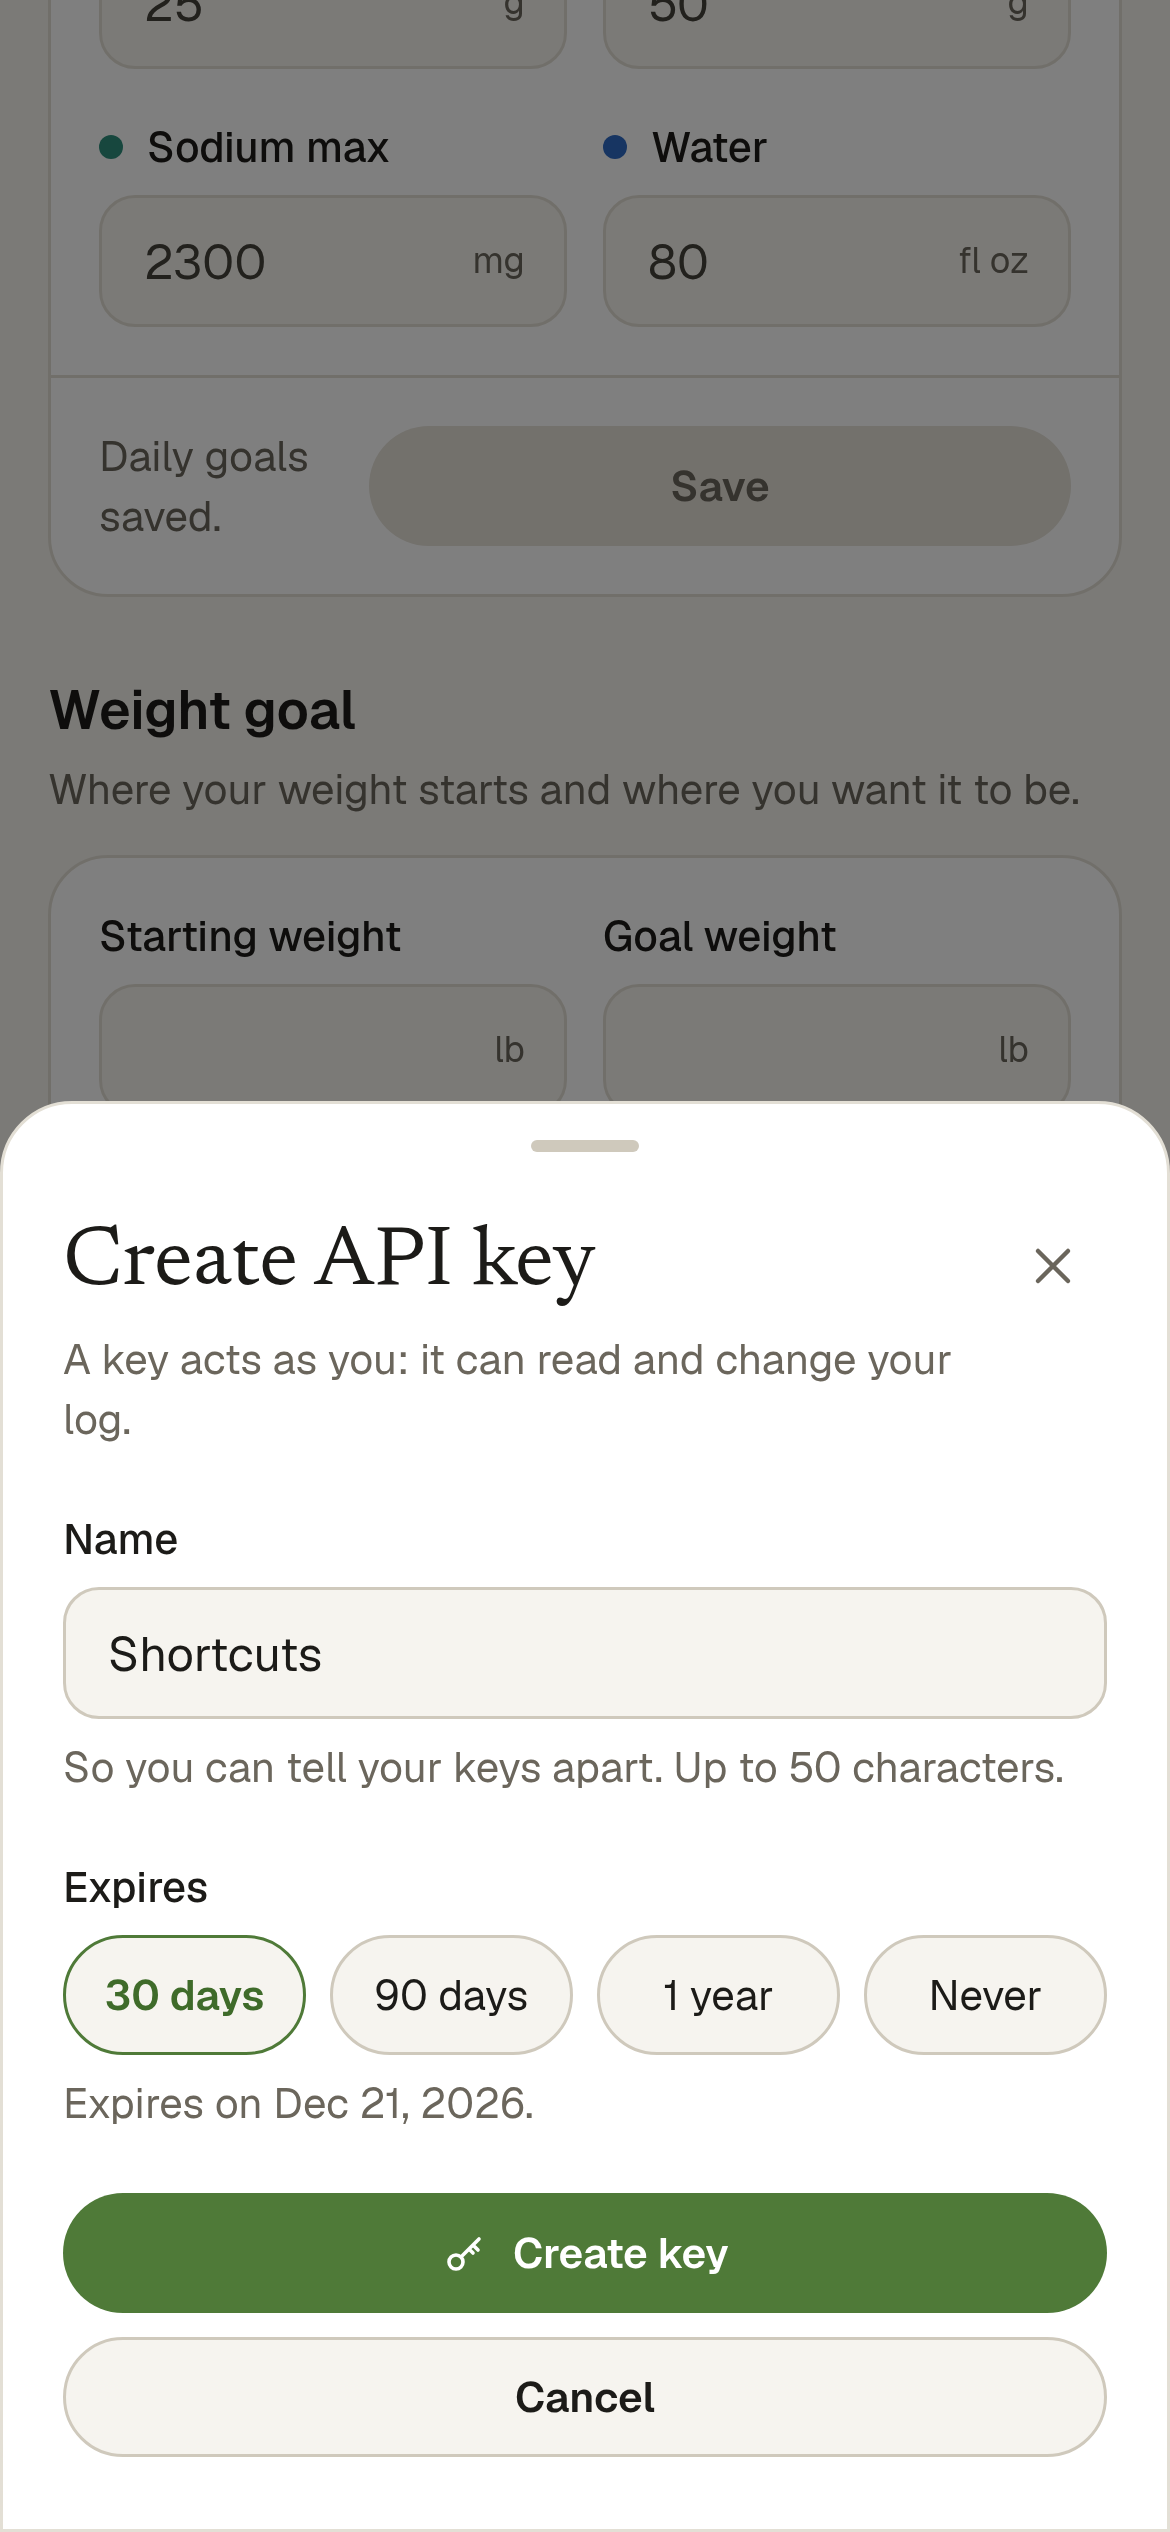 25 g 50 g
Sodium max Water
2300 mg 80 fl oz
Daily goals
saved.
Save
Weight goal
Where your weight starts and where you want it to be.
Starting weight Goal weight
lb lb
Create API key
A key acts as you: it can read and change your
log.
Name
Shortcuts
So you can tell your keys apart. Up to 50 characters.
Expires
30 days 90 days 1 year Never
Expires on Dec 21, 2026.
Create key
Cancel